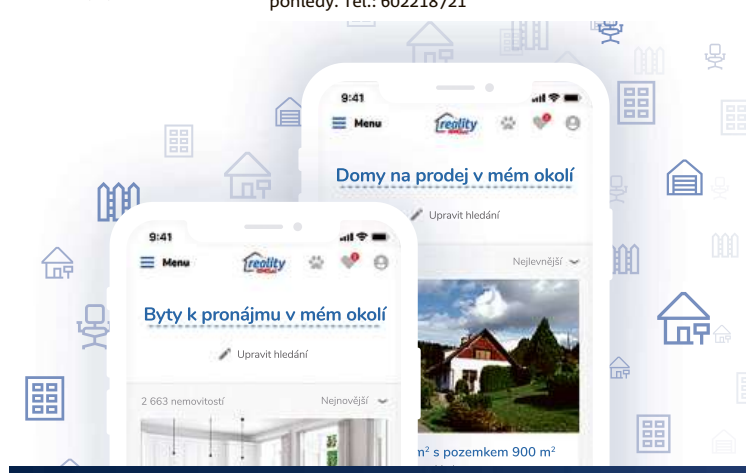 pohledy. Tel.: 602218721
9:41
Menu
reality
Domy na prodej v mém okolí
Upravit hledání
Nejlevnější
9:41
Menu
reality
Byty k pronájmu v mém okolí
Upravit hledání
2 663 nemovitostí
Nejnovější
m² s pozemkem 900 m²